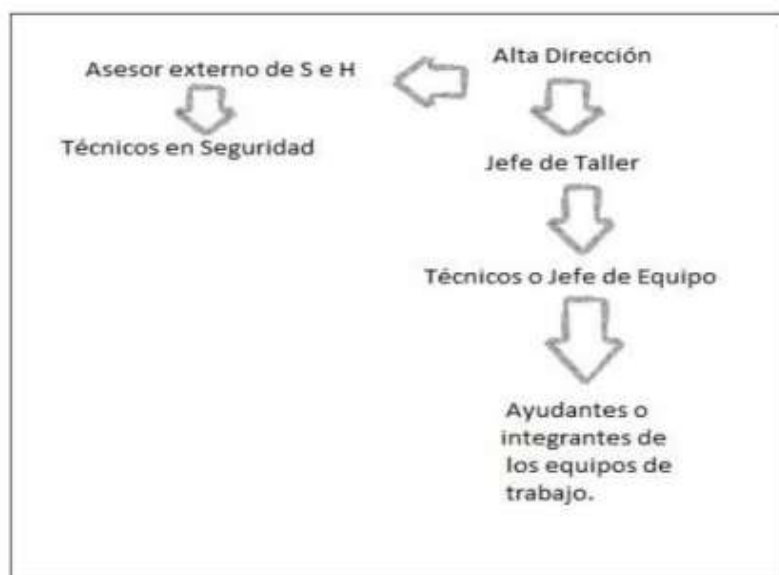 Alta Dirección
Asesor externo de S e H
Técnicos en Seguridad
Jefe de Taller
Técnicos o Jefe de Equipo
Ayudantes o
integrantes de
los equipos de
trabajo.